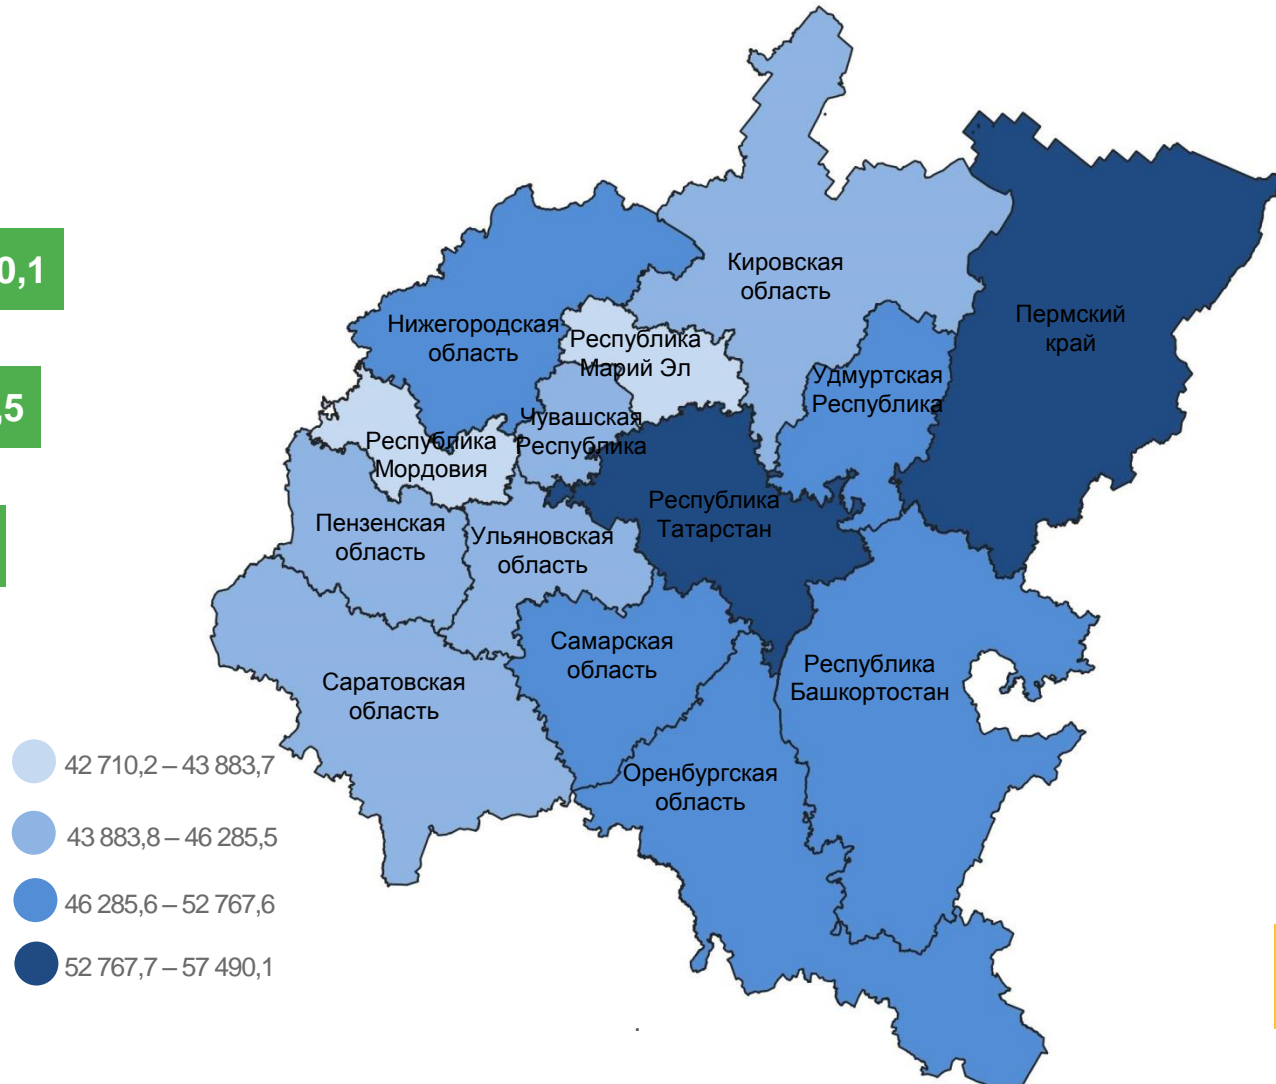 0,1
,5
Кировская
область
Пермский
край
Нижегородская
область
Республика
Марий Эл
Удмуртская
Республика
Чувашская
Республика
Республика
Мордовия
Республика
Татарстан
Пензенская
область
Ульяновская
область
Самарская
область
Республика
Башкортостан
Саратовская
область
Оренбургская
область
42 710,2 – 43 883,7
43 883,8 – 46 285,5
46 285,6 – 52 767,6
52 767,7 – 57 490,1